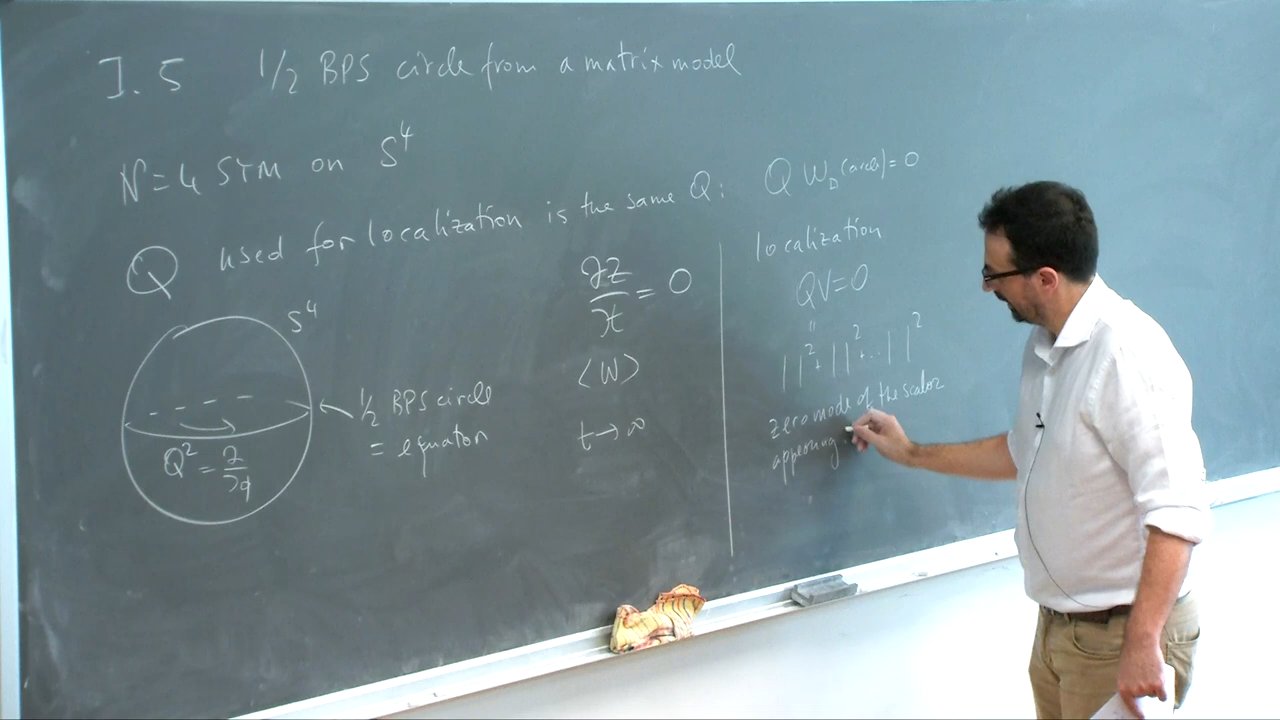 I.5 1/2 BPS circle from a matrix model
N=4 SYM on S⁴
Q used for localization is the same Q: Q W_D(circle)=0
S⁴
Q² = ∂/∂φ
1/2 BPS circle
= equator
∂Z/∂t = 0
⟨W⟩
t→∞
localization
QV=0
"
| |² + | |² + .. | |²
zero mode of the scalar
appearing